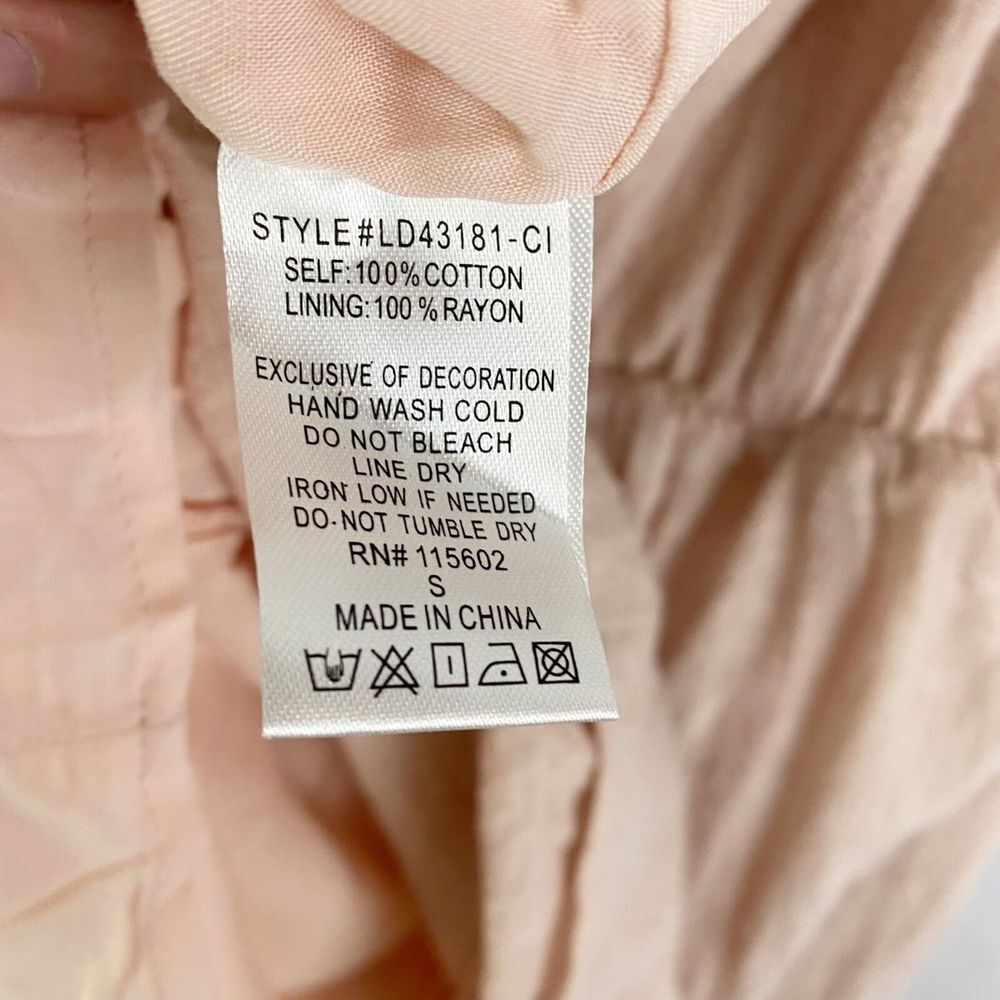 STYLE#LD43181-CI
SELF:100%COTTON
LINING:100%RAYON
EXCLUSIVE OF DECORATION
HAND WASH COLD
DO NOT BLEACH
LINE DRY
IRON LOW IF NEEDED
DO-NOT TUMBLE DRY
RN# 115602
S
MADE IN CHINA